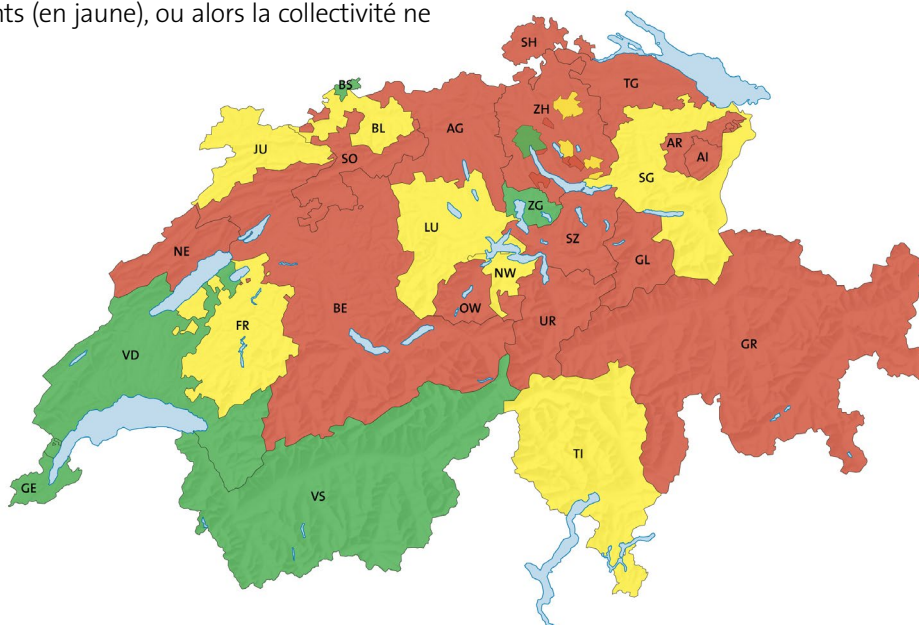 nts (en jaune), ou alors la collectivité ne
SH
BS
TG
ZH
BL
AG
JU
SO
AR
AI
SG
ZG
LU
SZ
NE
GL
NW
BE
OW
UR
FR
GR
VD
TI
GE
VS